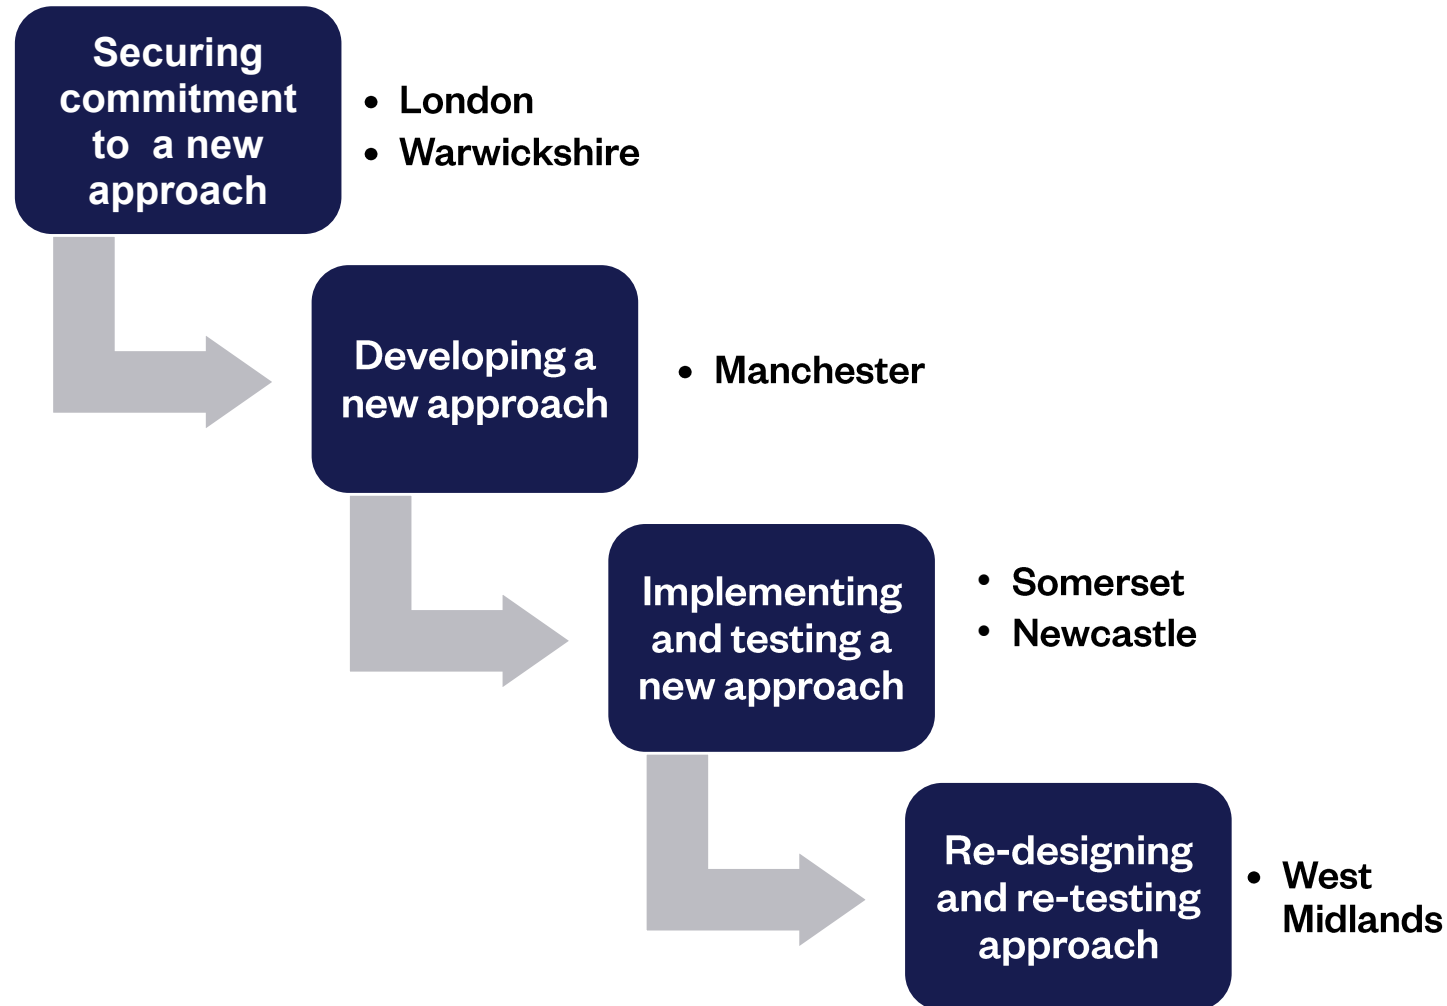 Securing
commitment
to a new
approach
• London
• Warwickshire
Developing a
new approach
• Manchester
Implementing
and testing a
new approach
• Somerset
• Newcastle
Re-designing
and re-testing
approach
• West
Midlands